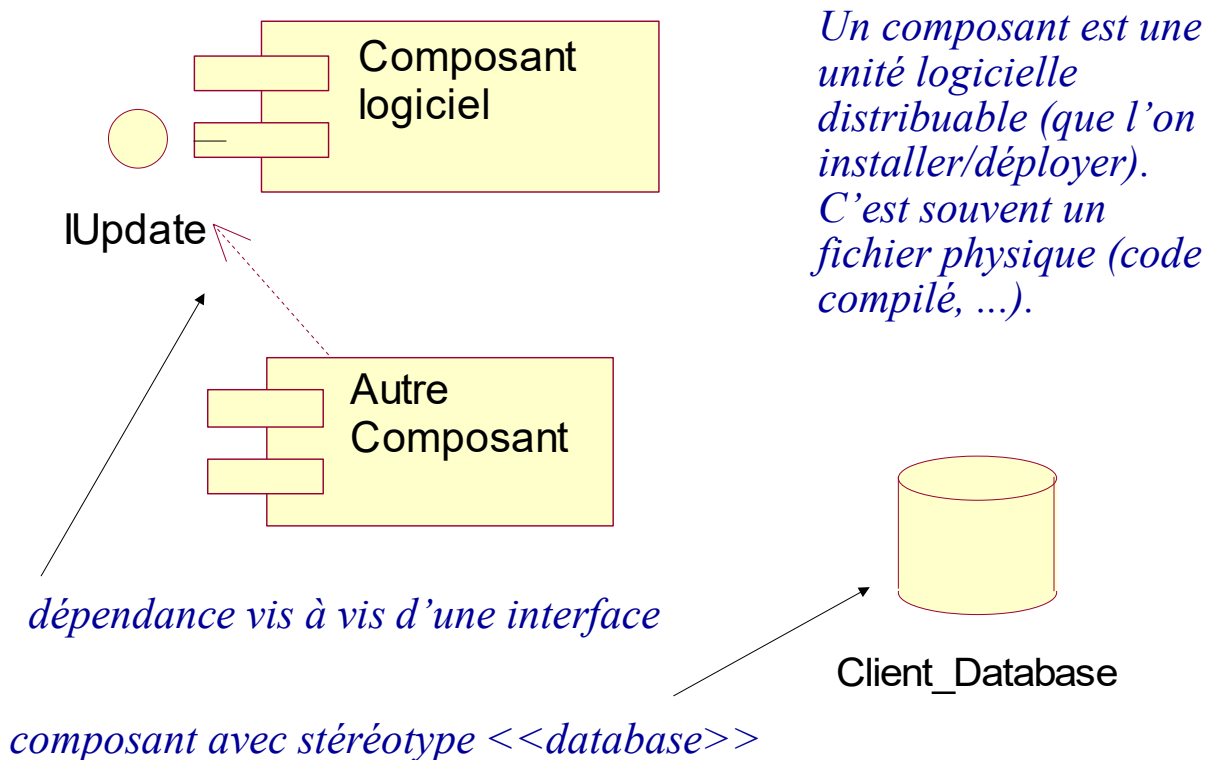 Composant
logiciel
IUpdate
Un composant est une
unité logicielle
distribuable (que l’on
installer/déployer).
C’est souvent un
fichier physique (code
compilé, ...).
Autre
Composant
dépendance vis à vis d’une interface
Client_Database
composant avec stéréotype <<database>>